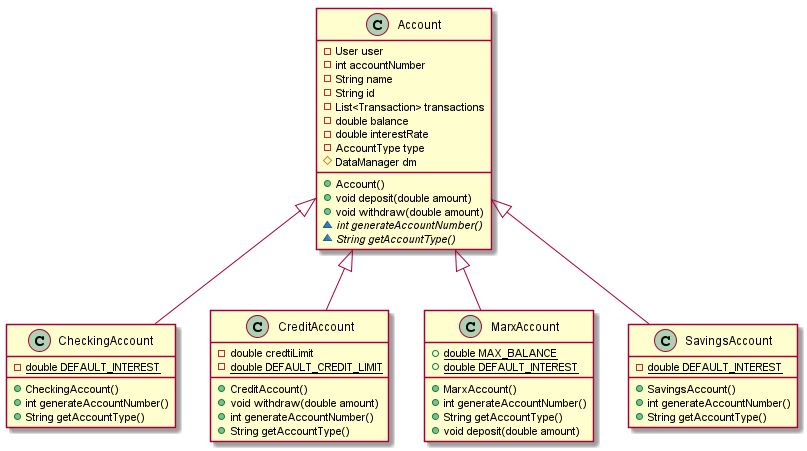 C Account
User user
int accountNumber
String name
String id
List<Transaction> transactions
double balance
double interestRate
AccountType type
DataManager dm
Account()
void deposit(double amount)
void withdraw(double amount)
int generateAccountNumber()
String getAccountType()
C CheckingAccount
double DEFAULT_INTEREST
CheckingAccount()
int generateAccountNumber()
String getAccountType()
C CreditAccount
double credtiLimit
double DEFAULT_CREDIT_LIMIT
CreditAccount()
void withdraw(double amount)
int generateAccountNumber()
String getAccountType()
C MarxAccount
double MAX_BALANCE
double DEFAULT_INTEREST
MarxAccount()
int generateAccountNumber()
String getAccountType()
void deposit(double amount)
C SavingsAccount
double DEFAULT_INTEREST
SavingsAccount()
int generateAccountNumber()
String getAccountType()